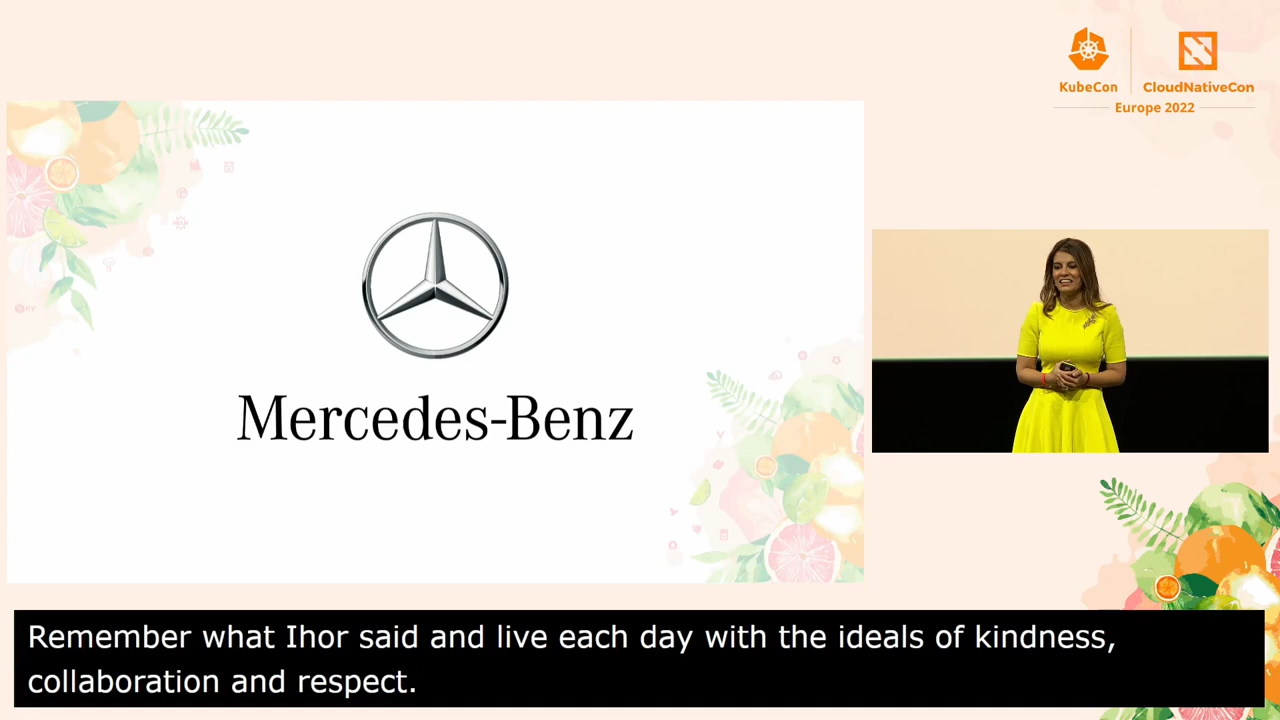 KubeCon
CloudNativeCon
Europe 2022
Mercedes-Benz
Remember what Ihor said and live each day with the ideals of kindness,
collaboration and respect.